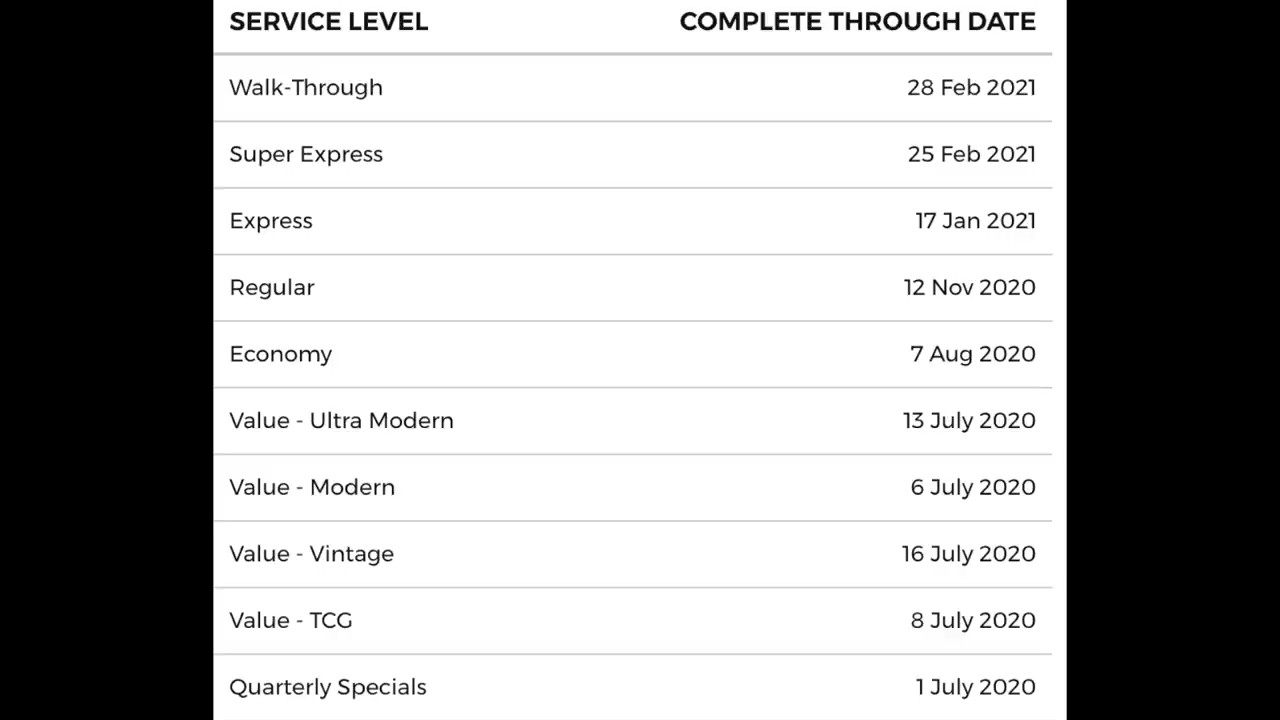 SERVICE LEVEL COMPLETE THROUGH DATE
Walk-Through 28 Feb 2021
Super Express 25 Feb 2021
Express 17 Jan 2021
Regular 12 Nov 2020
Economy 7 Aug 2020
Value - Ultra Modern 13 July 2020
Value - Modern 6 July 2020
Value - Vintage 16 July 2020
Value - TCG 8 July 2020
Quarterly Specials 1 July 2020